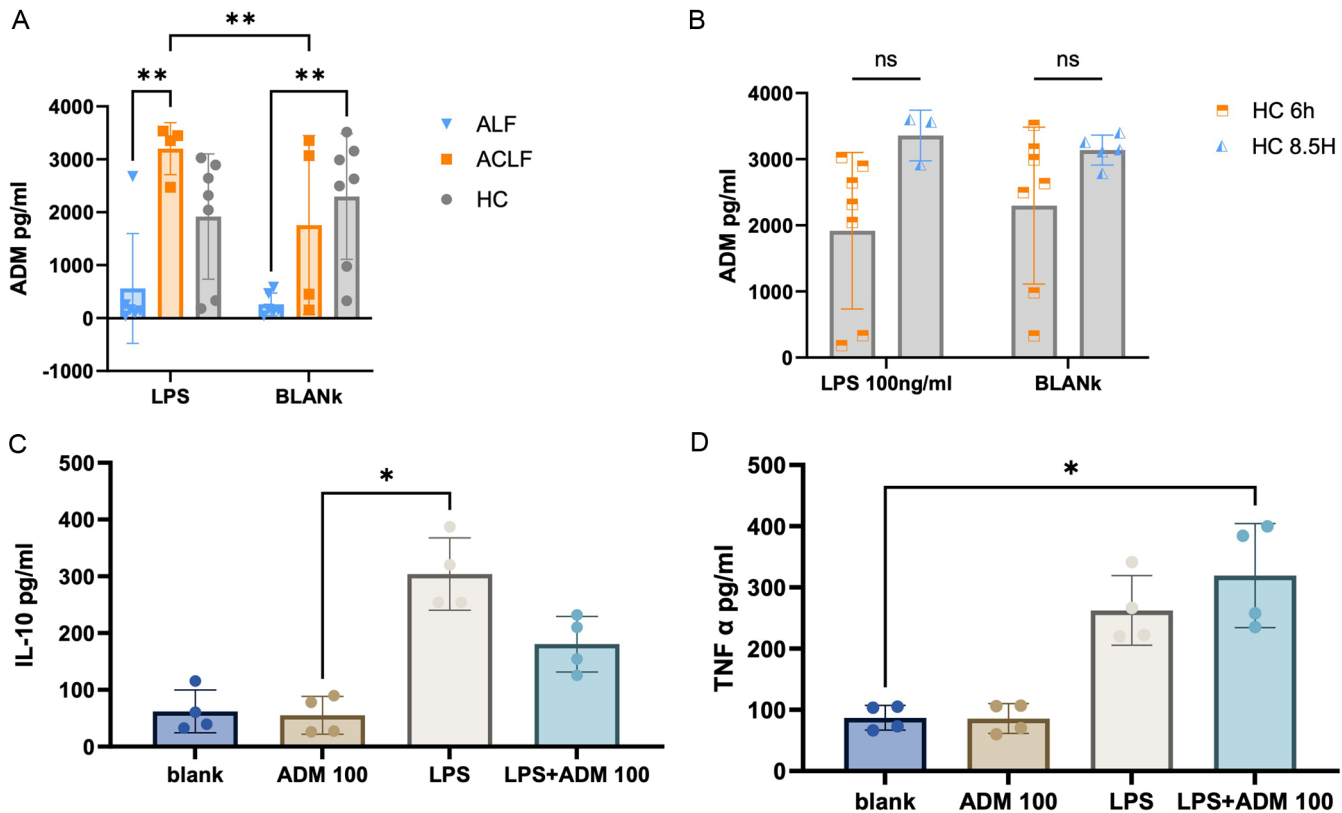 A
**
**
**
ADM pg/ml
4000
3000
2000
1000
0
-1000
LPS
BLANk
ALF
ACLF
HC
B
ns
ns
ADM pg/ml
4000
3000
2000
1000
0
LPS 100ng/ml
BLANk
HC 6h
HC 8.5H
C
*
IL-10 pg/ml
500
400
300
200
100
0
blank
ADM 100
LPS
LPS+ADM 100
D
*
TNF α pg/ml
500
400
300
200
100
0
blank
ADM 100
LPS
LPS+ADM 100